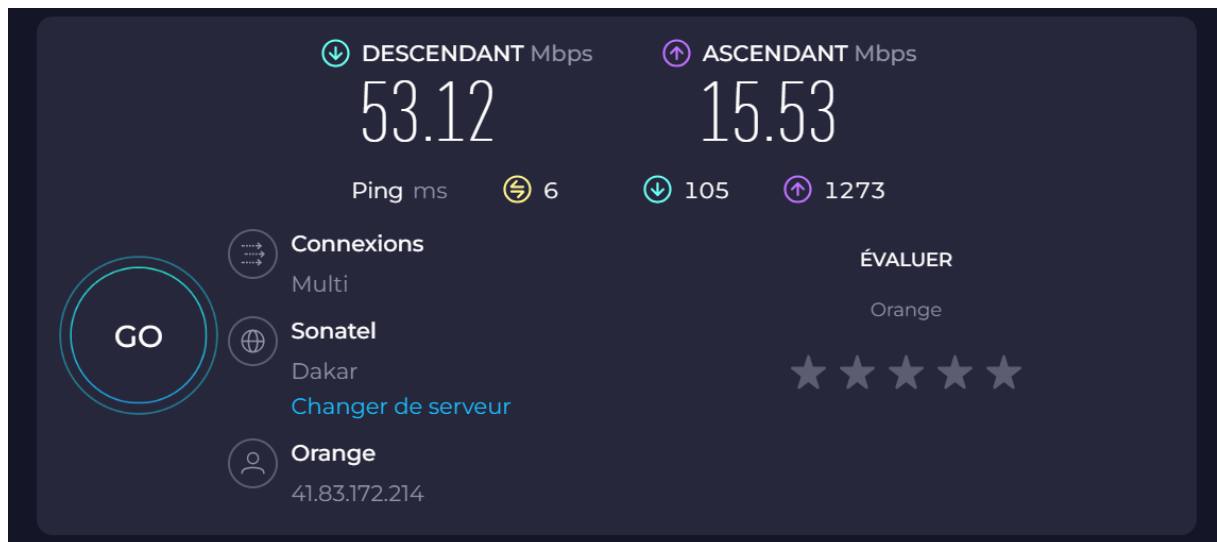 DESCENDANT Mbps
ASCENDANT Mbps
53.12
15.53
Ping ms 6 105 1273
Connexions
Multi
ÉVALUER
Orange
GO
Sonatel
Dakar
Changer de serveur
Orange
41.83.172.214